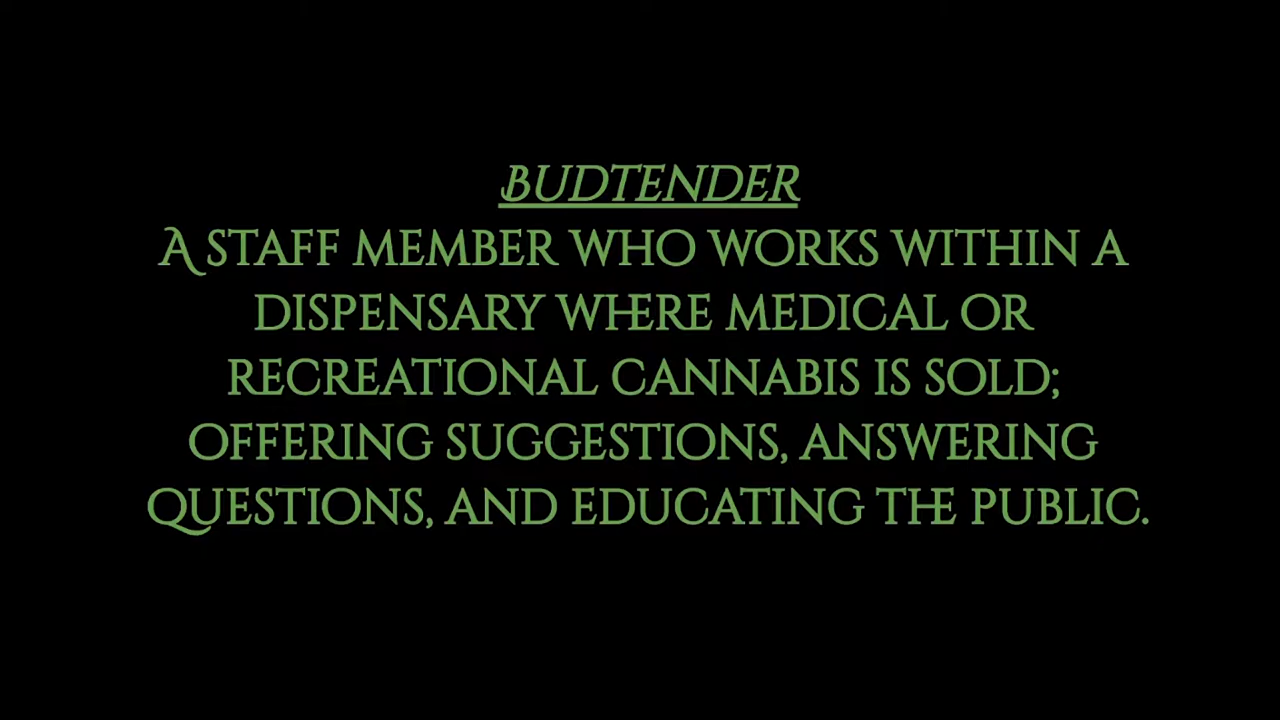 BUDTENDER
A STAFF MEMBER WHO WORKS WITHIN A
DISPENSARY WHERE MEDICAL OR
RECREATIONAL CANNABIS IS SOLD;
OFFERING SUGGESTIONS, ANSWERING
QUESTIONS, AND EDUCATING THE PUBLIC.